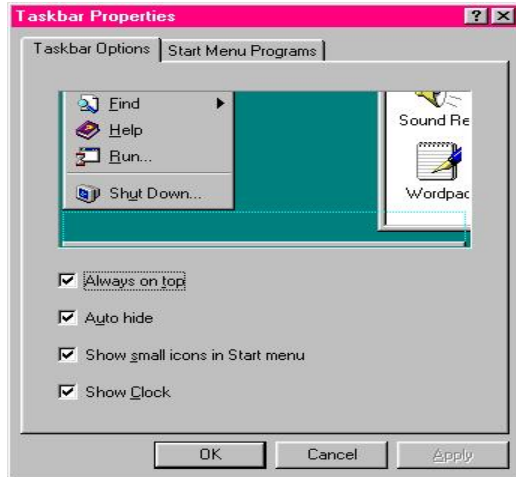 Taskbar Properties
Taskbar Options
Start Menu Programs
Find
Help
Run...
Shut Down...
Sound Re
Wordpad
Always on top
Auto hide
Show small icons in Start menu
Show Clock
OK
Cancel
Apply